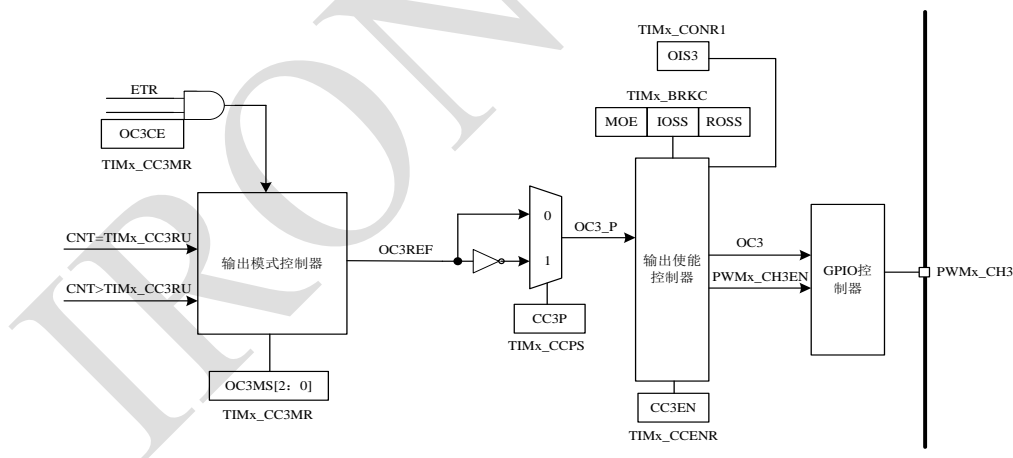 TIMx_CONR1
OIS3
ETR
TIMx_BRKC
MOE IOSS ROSS
OC3CE
TIMx_CC3MR
CNT=TIMx_CC3RU
CNT>TIMx_CC3RU
输出模式控制器
OC3REF
0
1
OC3_P
输出使能
控制器
OC3
PWMx_CH3EN
GPIO控
制器
PWMx_CH3
CC3P
TIMx_CCPS
OC3MS[2：0]
TIMx_CC3MR
CC3EN
TIMx_CCENR
IRON